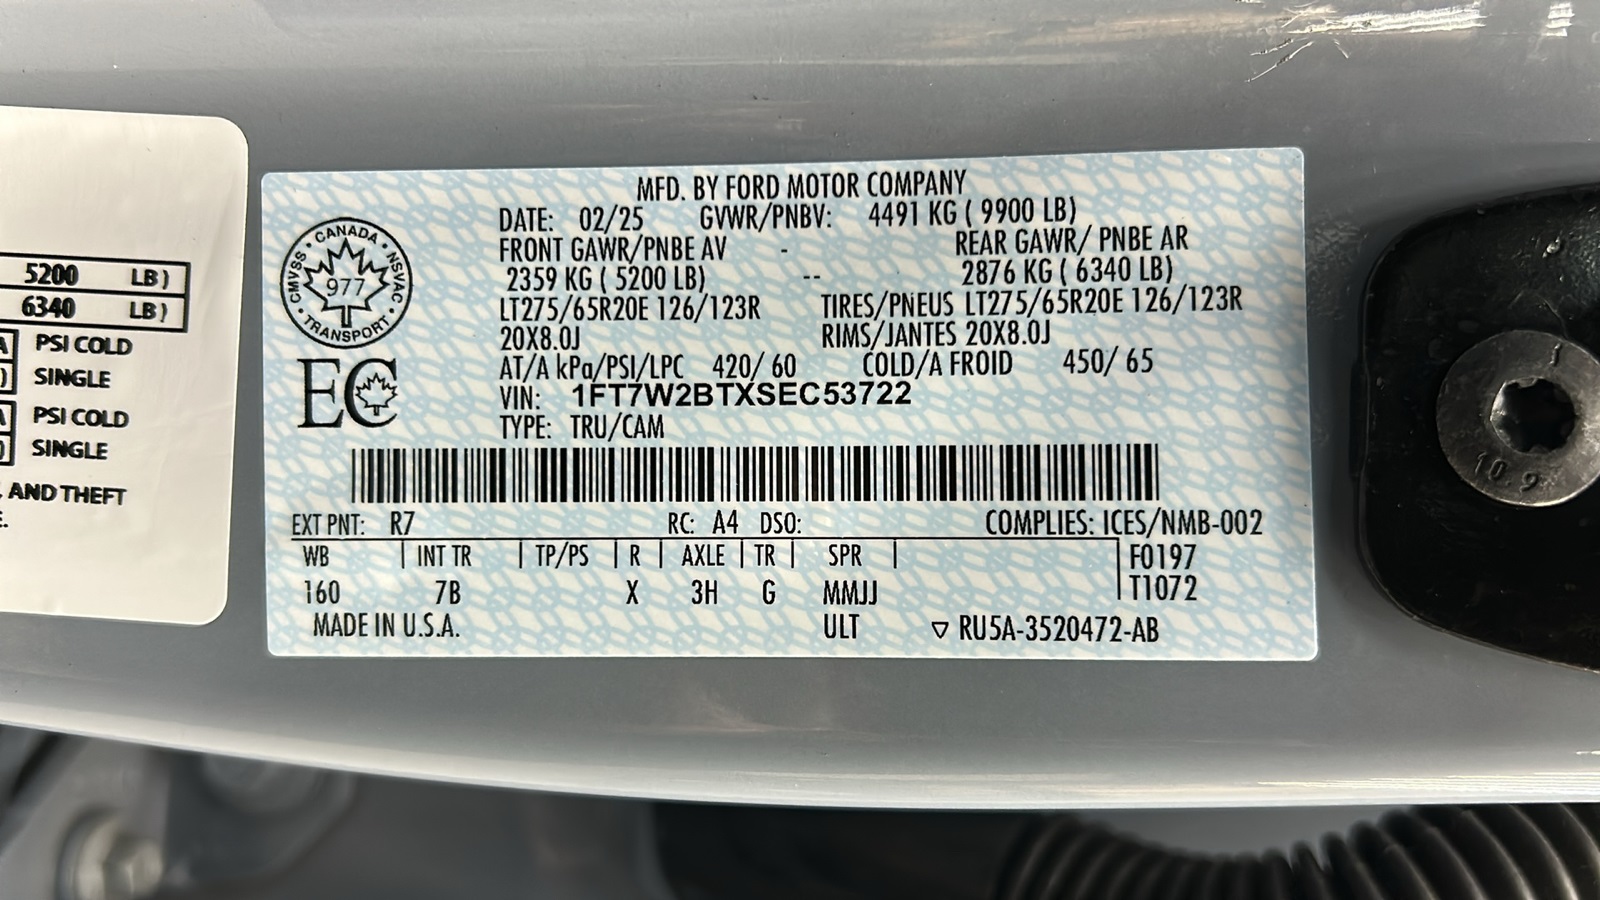 5200 LB)
6340 LB)
PSI COLD
SINGLE
PSI COLD
SINGLE
AND THEFT
MFD. BY FORD MOTOR COMPANY
DATE: 02/25 GVWR/PNBV: 4491 KG ( 9900 LB)
FRONT GAWR/PNBE AV - REAR GAWR/ PNBE AR
2359 KG ( 5200 LB) -- 2876 KG ( 6340 LB)
LT275/65R20E 126/123R TIRES/PNEUS LT275/65R20E 126/123R
20X8.0J RIMS/JANTES 20X8.0J
AT/A kPa/PSI/LPC 420/ 60 COLD/A FROID 450/ 65
VIN: 1FT7W2BTXSEC53722
TYPE: TRU/CAM
CANADA
CMVSS • NSVAC
977
TRANSPORT
EC
EXT PNT: R7 RC: A4 DSO: COMPLIES: ICES/NMB-002
WB | INT TR | TP/PS | R | AXLE | TR | SPR | F0197
160 7B X 3H G MMJJ T1072
MADE IN U.S.A. ULT ▽ RU5A-3520472-AB
10.9